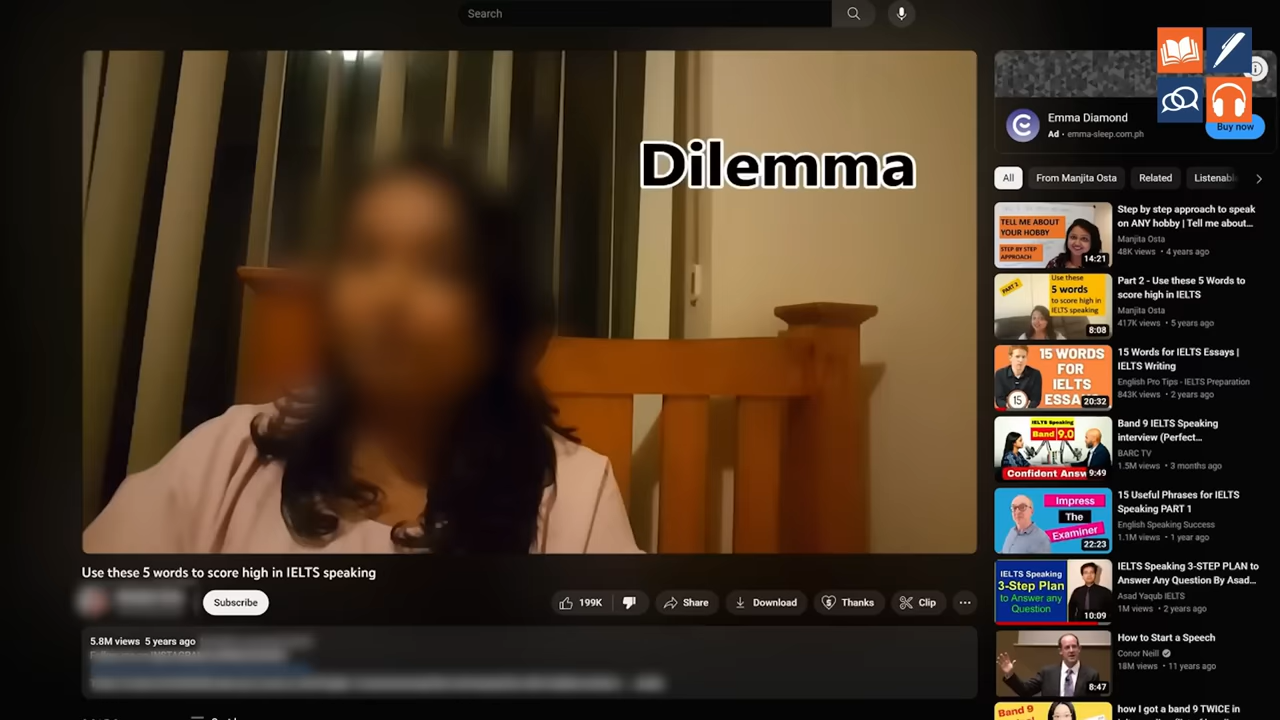 Search
Dilemma
Use these 5 words to score high in IELTS speaking
Subscribe
199K
Share
Download
Thanks
Clip
5.8M views 5 years ago
Emma Diamond
Ad • emma-sleep.com.ph
Buy now
All
From Manjita Osta
Related
TELL ME ABOUT
YOUR HOBBY
STEP BY STEP
APPROACH
14:21
Step by step approach to speak
on ANY hobby | Tell me about...
Manjita Osta
48K views • 4 years ago
PART 2
Use these
5 words
to score high in
IELTS speaking
8:08
Part 2 - Use these 5 Words to
score high in IELTS
Manjita Osta
417K views • 5 years ago
15 WORDS
FOR
IELTS
15
20:32
15 Words for IELTS Essays |
IELTS Writing
English Pro Tips - IELTS Preparation
843K views • 2 years ago
IELTS Speaking
Band 9.0
Confident Answ
9:49
Band 9 IELTS Speaking
interview (Perfect...
BARC TV
1.5M views • 3 months ago
Impress
The
Examiner
22:23
15 Useful Phrases for IELTS
Speaking PART 1
English Speaking Success
1.1M views • 1 year ago
IELTS Speaking
3-Step Plan
to Answer any
Question
10:09
IELTS Speaking 3-STEP PLAN to
Answer Any Question By Asad...
Asad Yaqub IELTS
1M views • 2 years ago
8:47
How to Start a Speech
Conor Neill
18M views • 11 years ago
Band 9
how I got a band 9 TWICE in